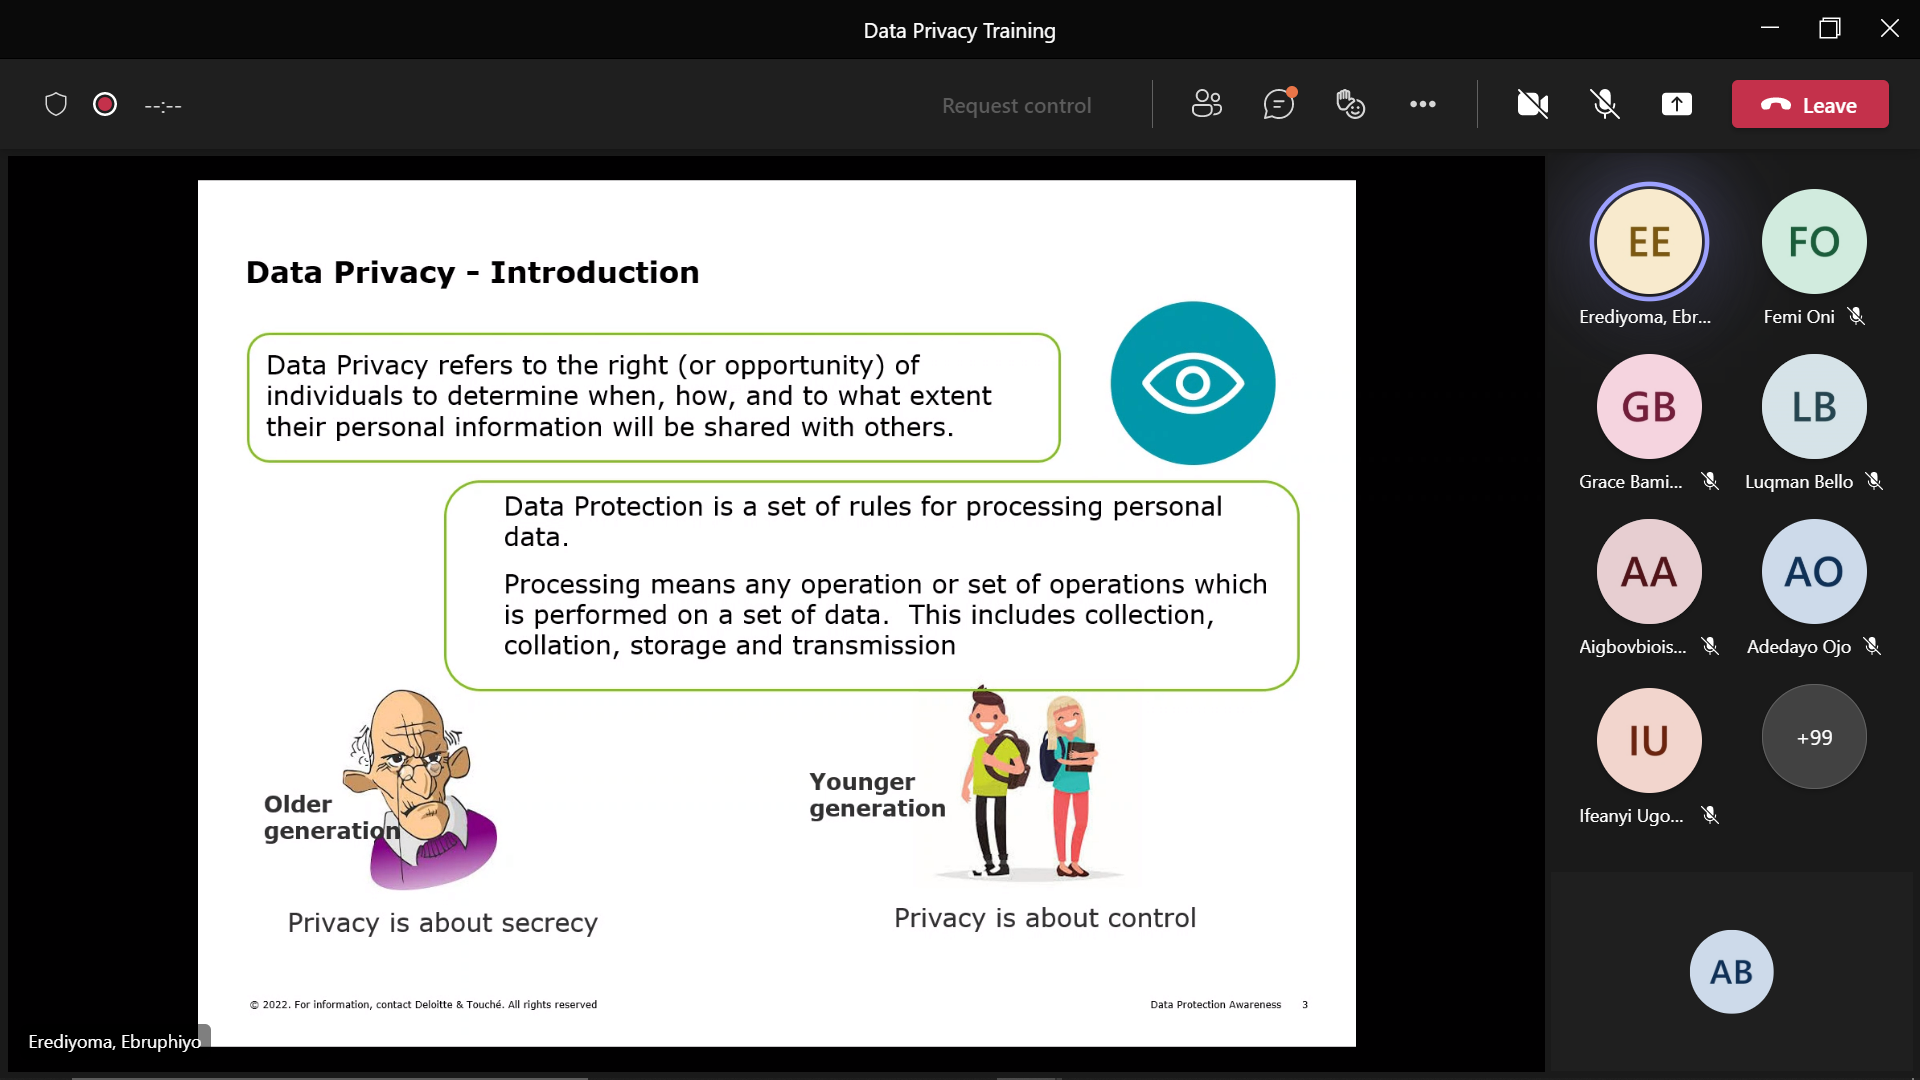 Data Privacy Training
--:--
Request control
Leave
Data Privacy - Introduction
Data Privacy refers to the right (or opportunity) of
individuals to determine when, how, and to what extent
their personal information will be shared with others.
Data Protection is a set of rules for processing personal
data.
Processing means any operation or set of operations which
is performed on a set of data.  This includes collection,
collation, storage and transmission
Older
generation
Privacy is about secrecy
Younger
generation
Privacy is about control
© 2022. For information, contact Deloitte & Touché. All rights reserved
Data Protection Awareness 3
Erediyoma, Ebruphiyo
EE
Erediyoma, Ebr...
FO
Femi Oni
GB
Grace Bami...
LB
Luqman Bello
AA
Aigbovbiois...
AO
Adedayo Ojo
IU
Ifeanyi Ugo...
+99
AB